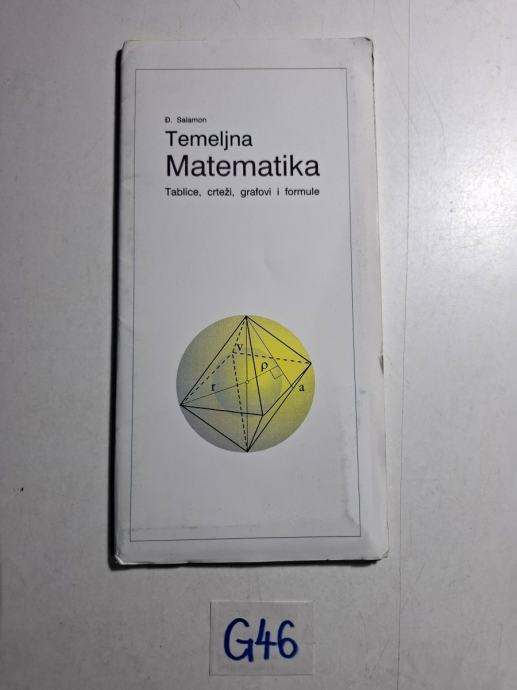 Đ. Salamon
Temeljna
Matematika
Tablice, crteži, grafovi i formule
v
ρ
r
a
G46